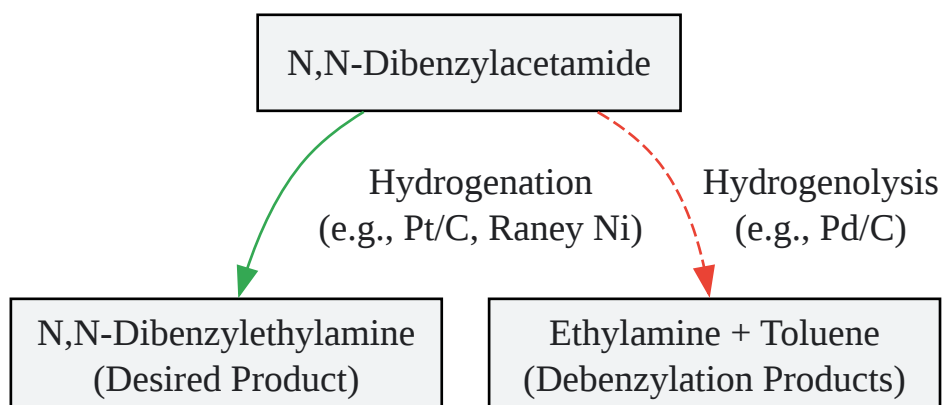 N,N-Dibenzylacetamide
Hydrogenation
(e.g., Pt/C, Raney Ni)
Hydrogenolysis
(e.g., Pd/C)
N,N-Dibenzylethylamine
(Desired Product)
Ethylamine + Toluene
(Debenzylation Products)